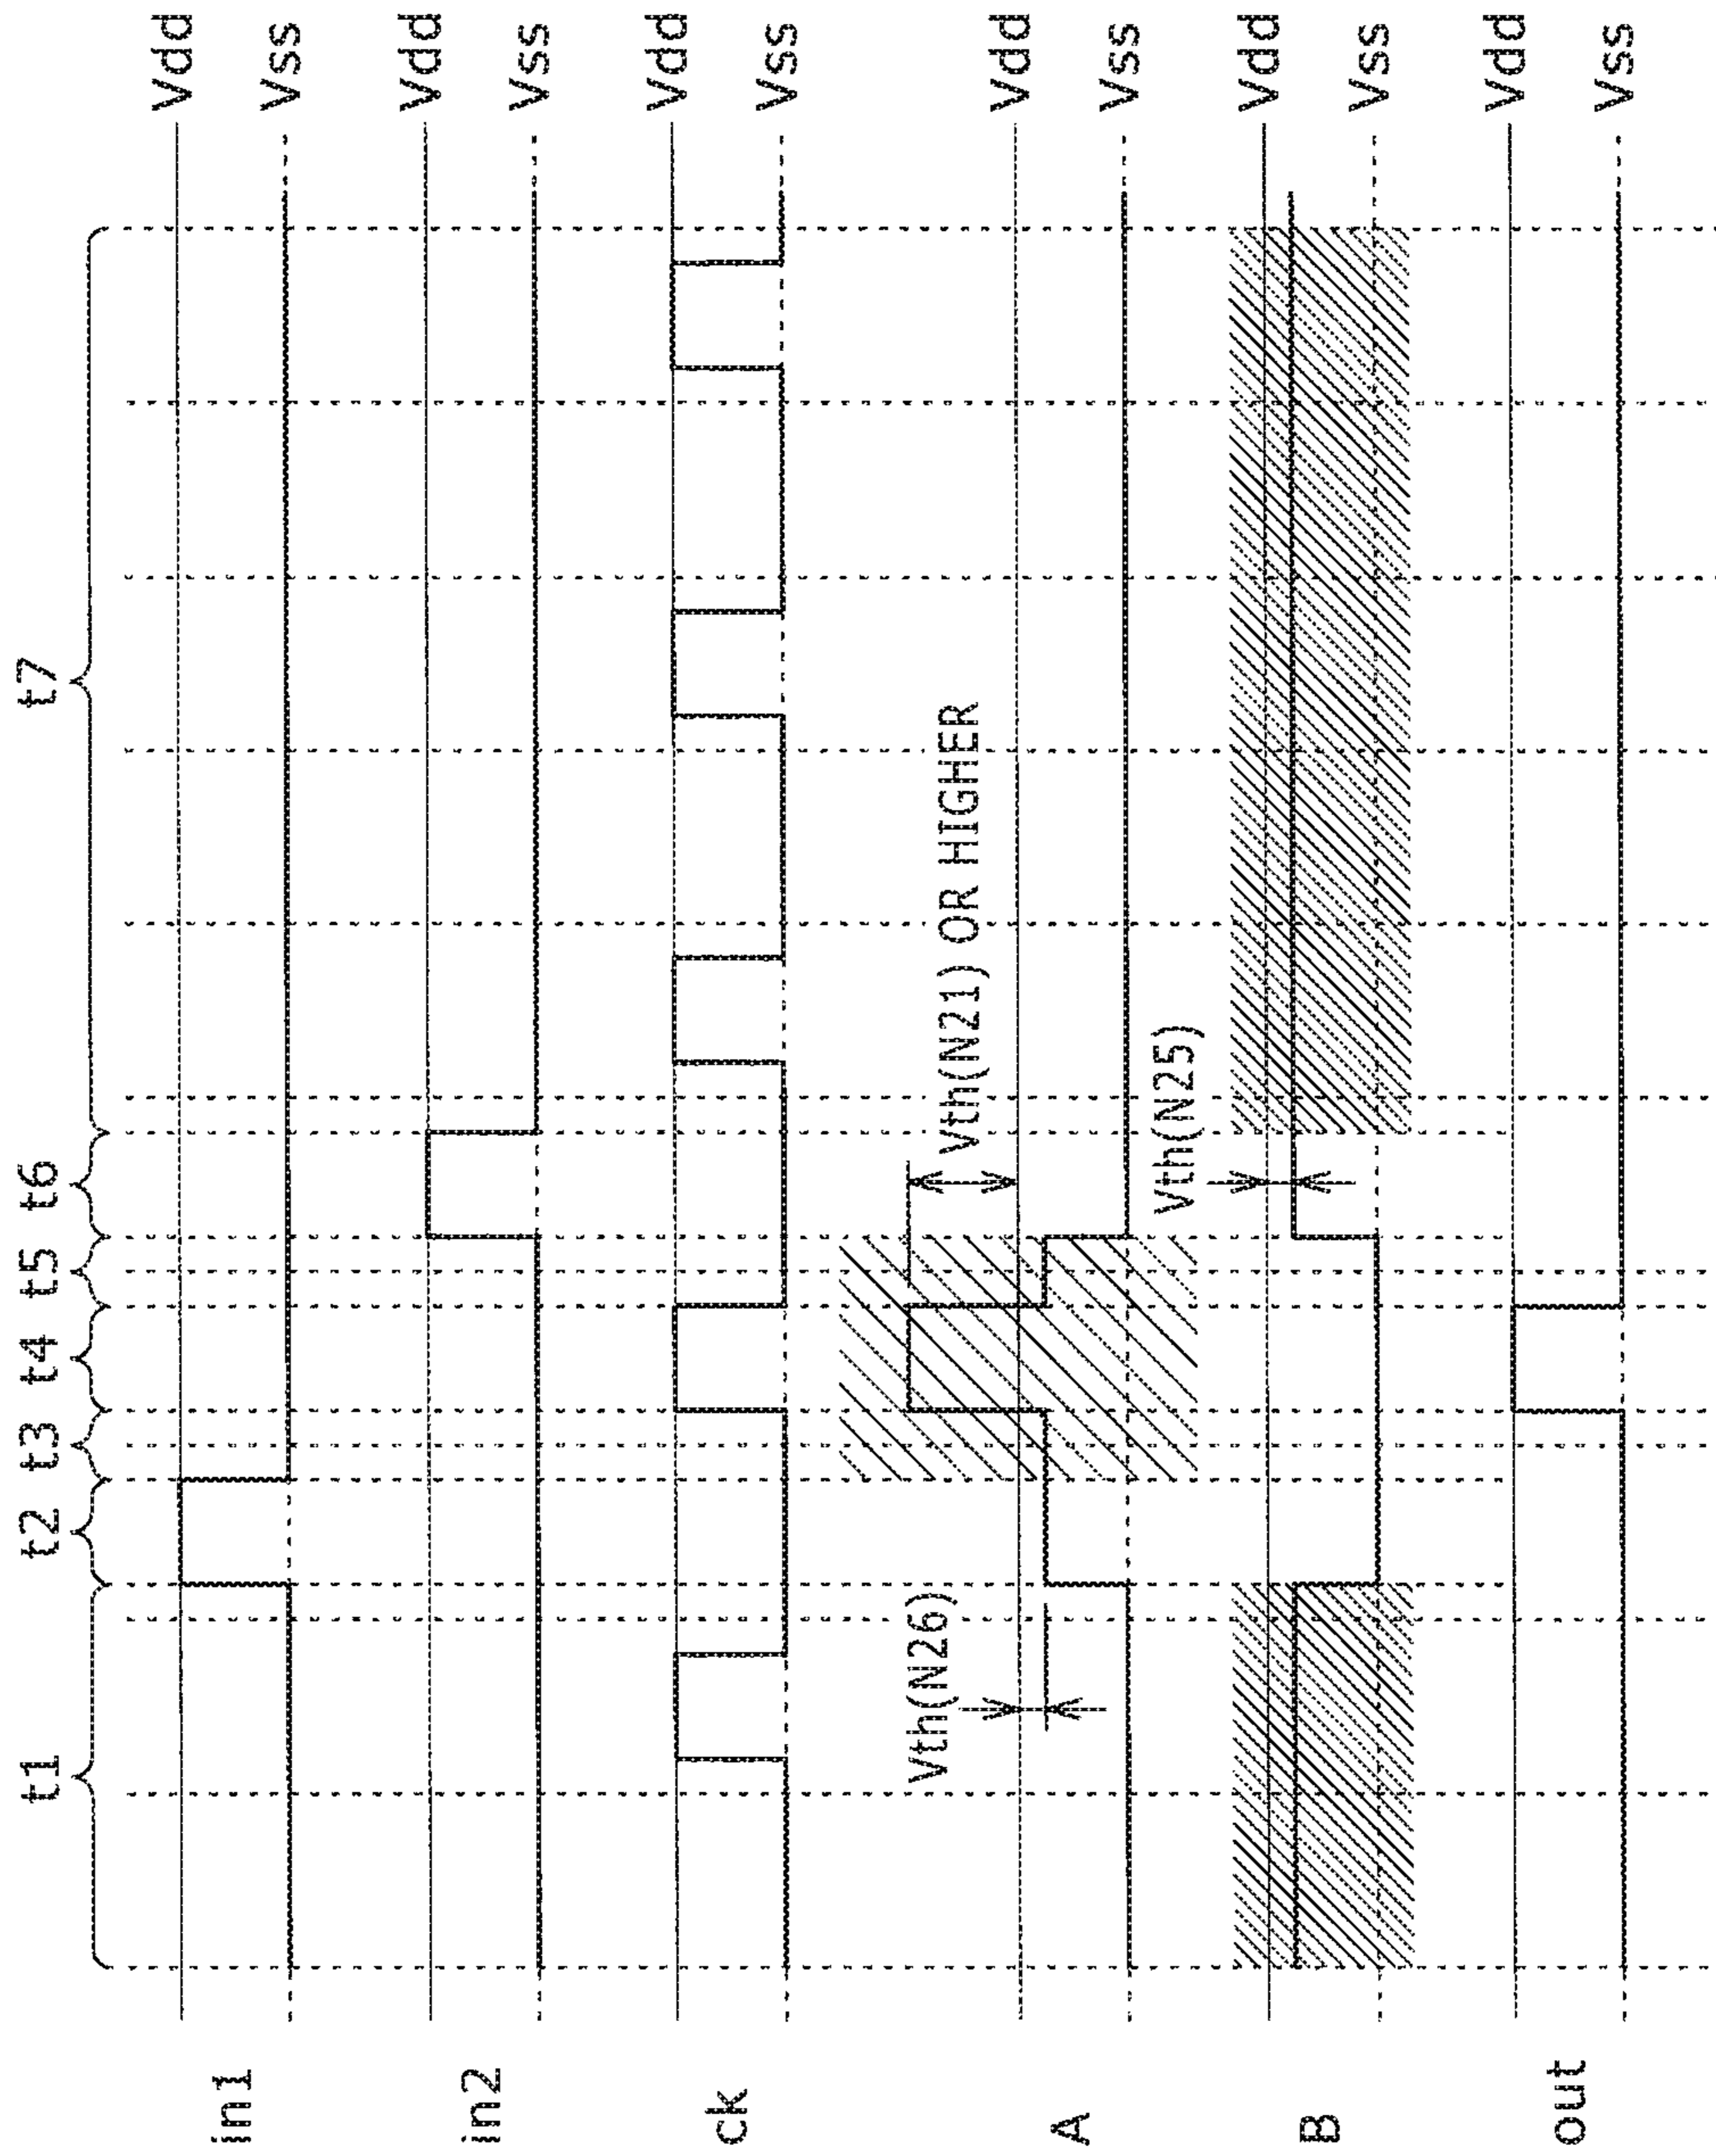 t1 t2 t3 t4 t5 t6 t7
in1 Vdd
Vss
in2 Vdd
Vss
ck Vdd
Vss
Vth(N26)
Vth(N21) OR HIGHER
A Vdd
Vss
Vth(N25)
B Vdd
Vss
out Vdd
Vss